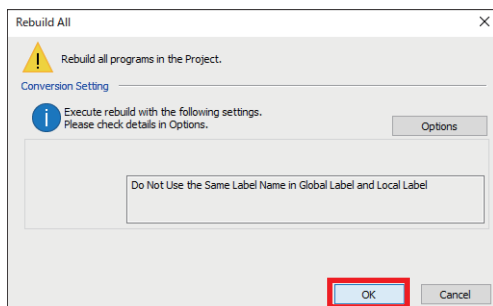 Rebuild All
Rebuild all programs in the Project.
Conversion Setting
Execute rebuild with the following settings.
Please check details in Options.
Options
Do Not Use the Same Label Name in Global Label and Local Label
OK
Cancel